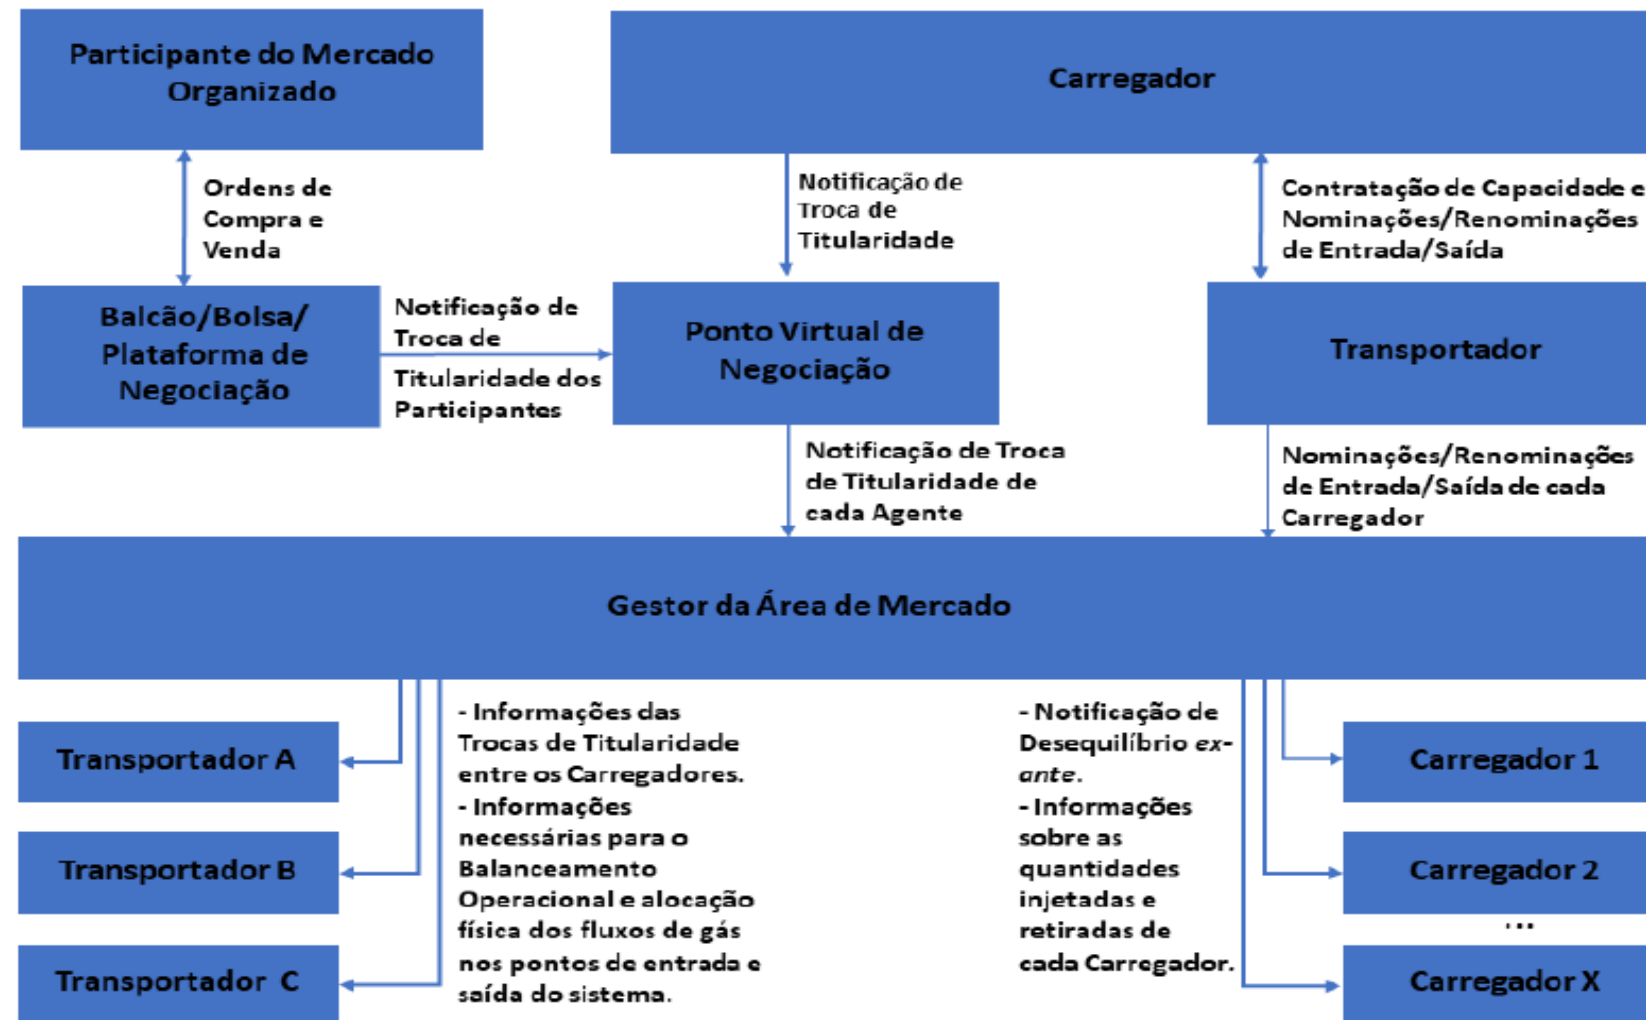 Participante do Mercado
Organizado
Carregador
Ordens de
Compra e
Venda
Notificação de
Troca de
Titularidade
Contratação de Capacidade e
Nominações/Renominações
de Entrada/Saída
Balcão/Bolsa/
Plataforma de
Negociação
Notificação de
Troca de
Titularidade dos
Participantes
Ponto Virtual de
Negociação
Transportador
Notificação de Troca
de Titularidade de
cada Agente
Nominações/Renominações
de Entrada/Saída de cada
Carregador
Gestor da Área de Mercado
Transportador A
Transportador B
Transportador C
- Informações das
Trocas de Titularidade
entre os Carregadores.
- Informações
necessárias para o
Balanceamento
Operacional e alocação
física dos fluxos de gás
nos pontos de entrada e
saída do sistema.
- Notificação de
Desequilíbrio ex-
ante.
- Informações
sobre as
quantidades
injetadas e
retiradas de
cada Carregador.
Carregador 1
Carregador 2
...
Carregador X